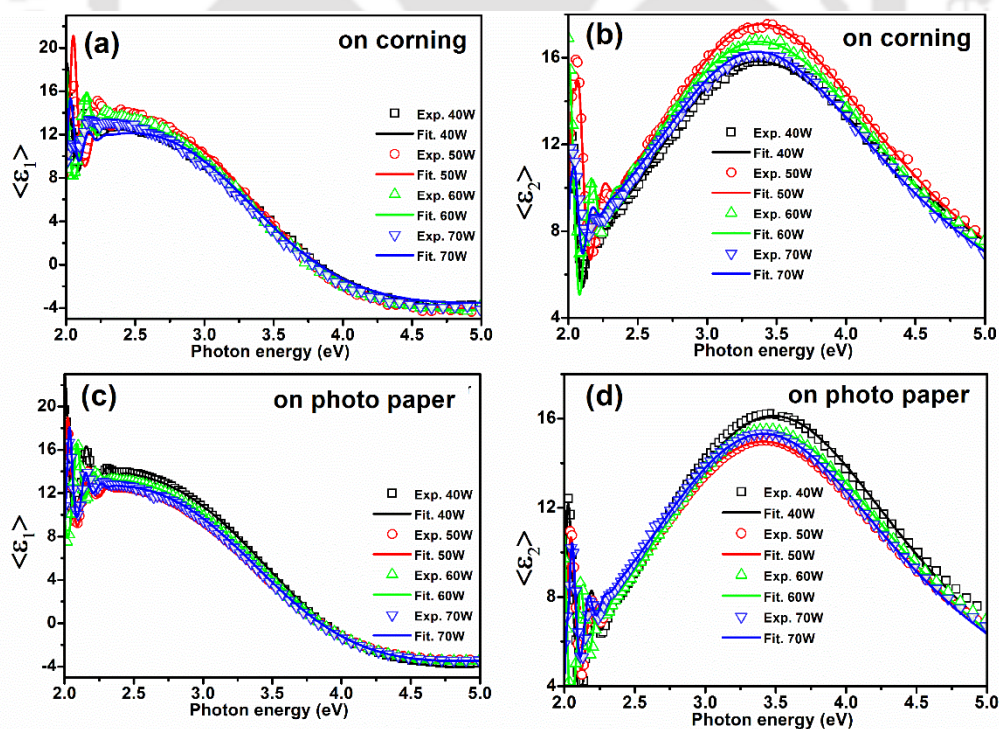 (a)
on corning
<ε₁>
21
16
12
8
4
0
-4
Exp. 40W
Fit. 40W
Exp. 50W
Fit. 50W
Exp. 60W
Fit. 60W
Exp. 70W
Fit. 70W
2.0 2.5 3.0 3.5 4.0 4.5 5.0
Photon energy (eV)
(b)
on corning
<ε₂>
16
12
8
4
Exp. 40W
Fit. 40W
Exp. 50W
Fit. 50W
Exp. 60W
Fit. 60W
Exp. 70W
Fit. 70W
2.0 2.5 3.0 3.5 4.0 4.5 5.0
Photon energy (eV)
(c)
on photo paper
<ε₁>
22
16
12
8
4
0
-4
Exp. 40W
Fit. 40W
Exp. 50W
Fit. 50W
Exp. 60W
Fit. 60W
Exp. 70W
Fit. 70W
2.0 2.5 3.0 3.5 4.0 4.5 5.0
Photon energy (eV)
(d)
on photo paper
<ε₂>
16
12
8
4
Exp. 40W
Fit. 40W
Exp. 50W
Fit. 50W
Exp. 60W
Fit. 60W
Exp. 70W
Fit. 70W
2.0 2.5 3.0 3.5 4.0 4.5 5.0
Photon energy (eV)